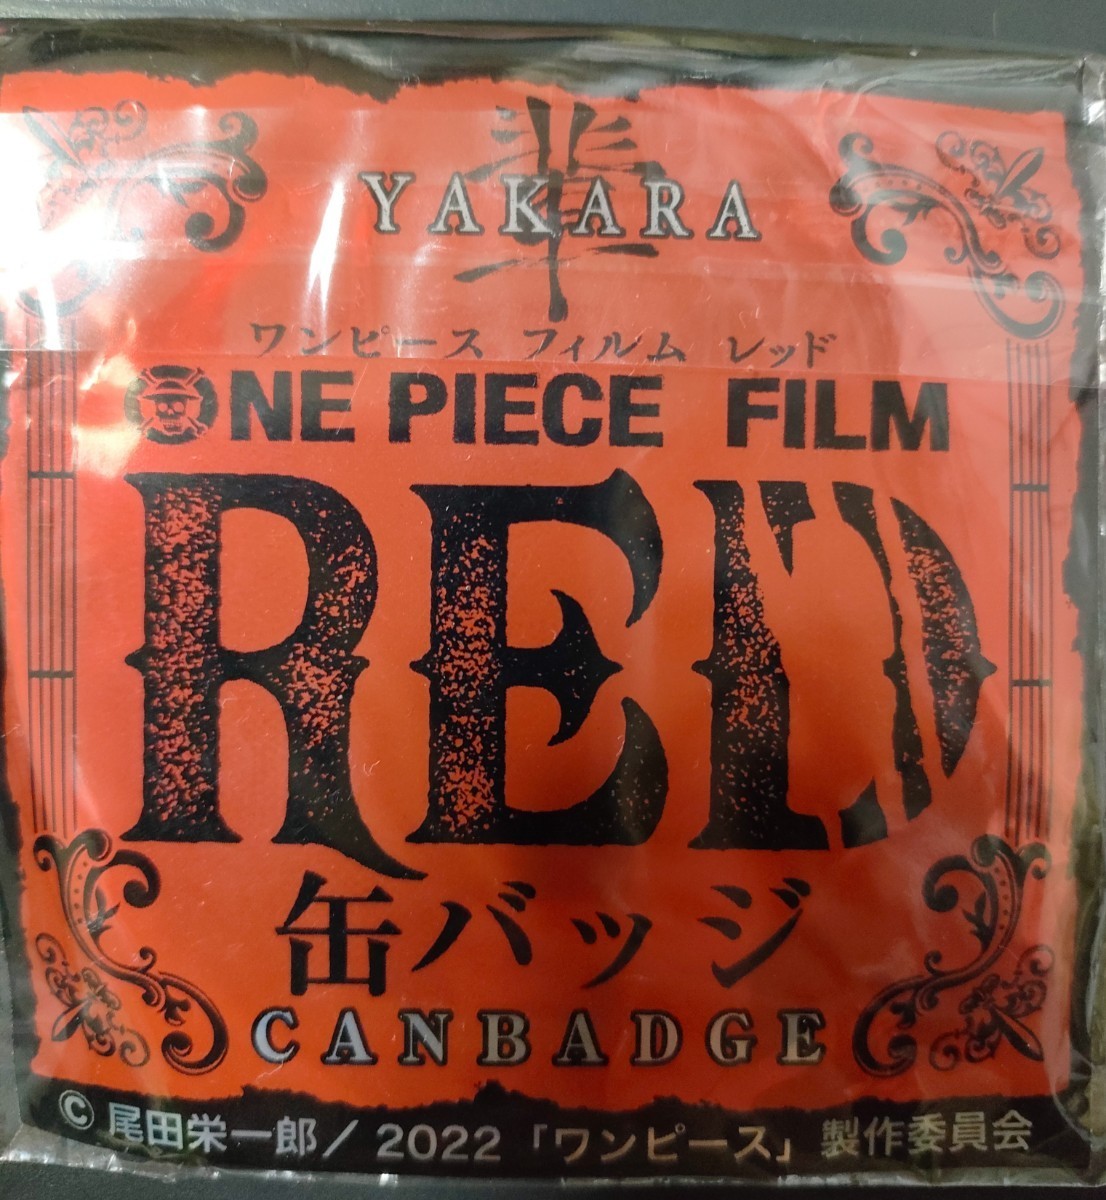 輩
YAKARA
ワンピース フィルム レッド
ONE PIECE FILM
RED
缶バッジ
CANBADGE
© 尾田栄一郎/2022「ワンピース」製作委員会